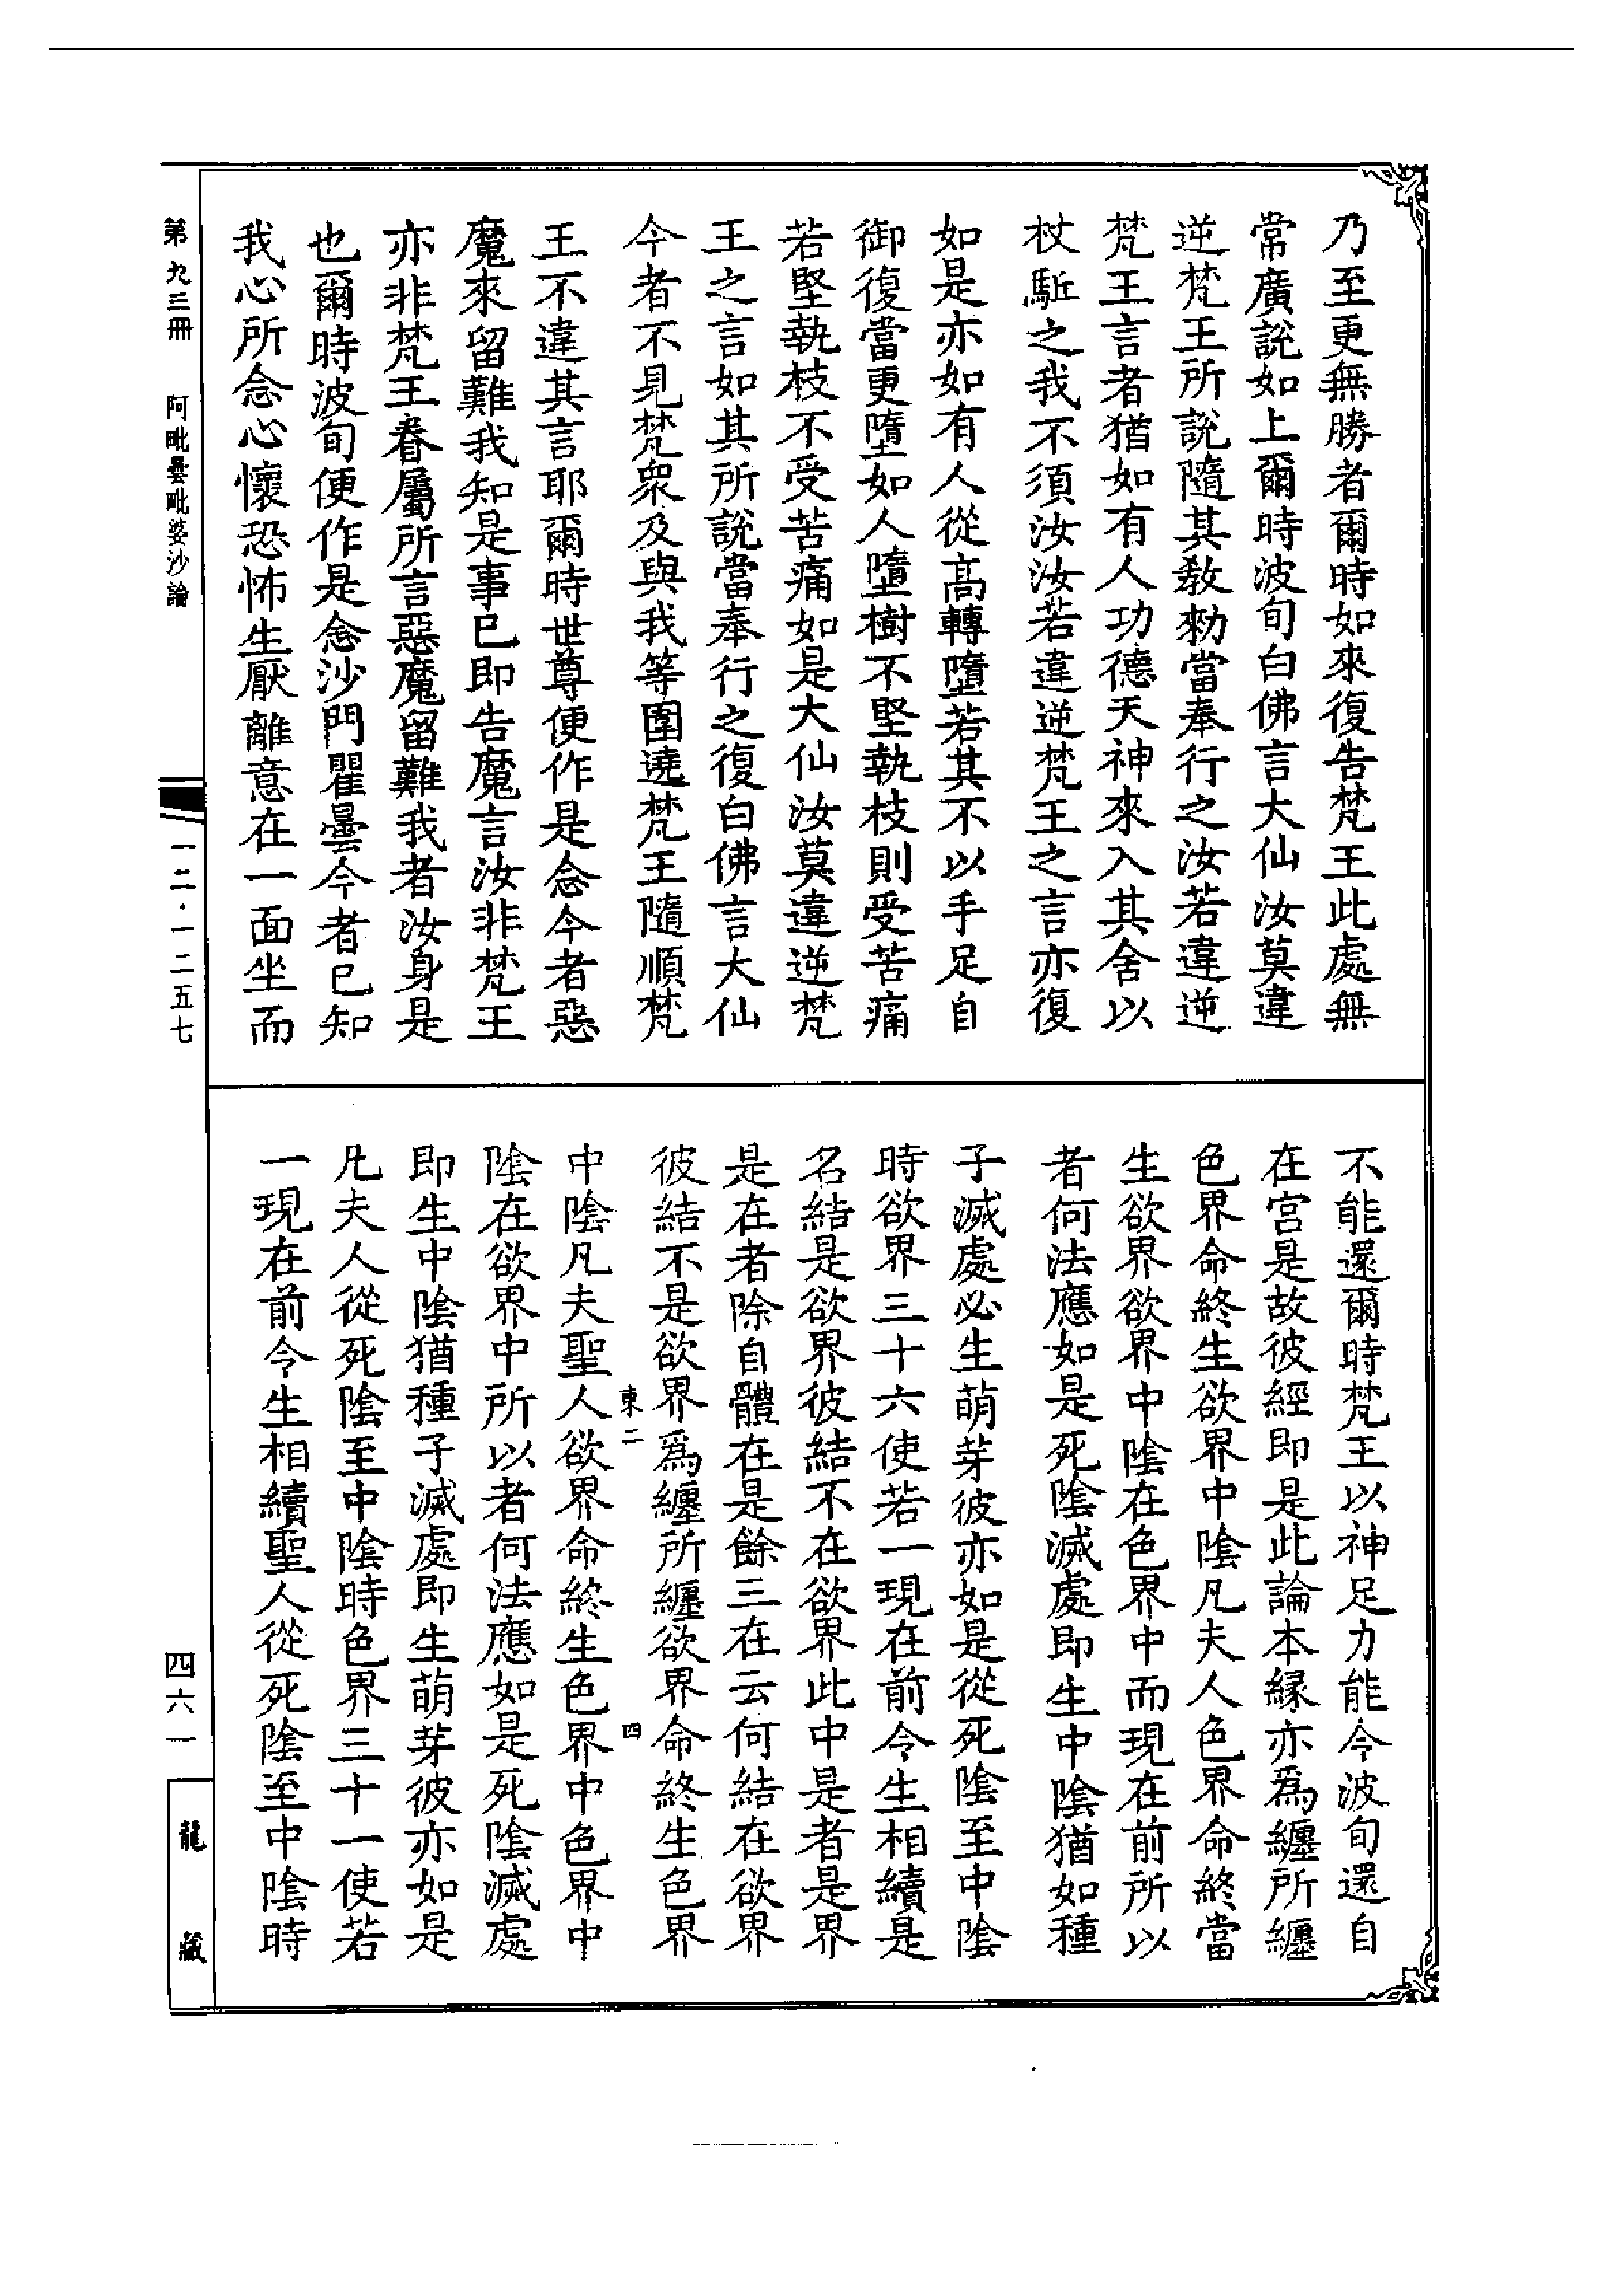 乃至更無勝者爾時如來復告梵王此處無
常廣說如上爾時波旬白佛言大仙汝莫違
逆梵王所說隨其教勑當奉行之汝若違逆
梵王言者猶如有人功德天神來入其舍以
杖駈之我不須汝汝若違逆梵王之言亦復
如是亦如有人從高轉墮若其不以手足自
御復當更墮如人墮樹不堅執枝則受苦痛
若堅執枝不受苦痛如是大仙汝莫違逆梵
王之言如其所說當奉行之復白佛言大仙
今者不見梵衆及與我等圍遶梵王隨順梵
王不違其言耶爾時世尊便作是念今者惡
魔來留難我知是事已即告魔言汝非梵王
亦非梵王眷屬所言惡魔留難我者汝身是
也爾時波旬便作是念沙門瞿曇今者已知
我心所念心懷恐怖生厭離意在一面坐而
不能還爾時梵王以神足力能令波旬還自
在宮是故彼經即是此論本緣亦爲纏所纏
色界命終生欲界中陰凡夫人色界命終當
生欲界欲界中陰在色界中而現在前所以
者何法應如是死陰滅處即生中陰猶如種
子滅處必生萌芽彼亦如是從死陰至中陰
時欲界三十六使若一現在前令生相續是
名結是欲界彼結不在欲界此中是者是界
是在者除自體在是餘三在云何結在欲界
彼結不是欲界爲纏所纏欲界命終生色界
東二
四
中陰凡夫聖人欲界命終生色界中色界中
陰在欲界中所以者何法應如是死陰滅處
即生中陰猶種子滅處即生萌芽彼亦如是
凡夫人從死陰至中陰時色界三十一使若
一現在前令生相續聖人從死陰至中陰時
第九三冊
阿毗曇毗婆沙論
一二·一二五七
四六一
龍藏